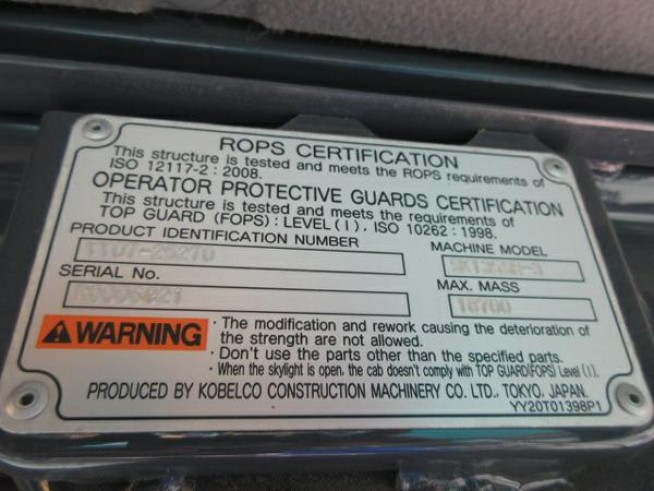 ROPS CERTIFICATION
This structure is tested and meets the ROPS requirements of
ISO 12117-2 : 2008.
OPERATOR PROTECTIVE GUARDS CERTIFICATION
This structure is tested and meets the requirements of
TOP GUARD (FOPS) : LEVEL (I), ISO 10262 : 1998.
PRODUCT IDENTIFICATION NUMBER
MACHINE MODEL
SERIAL No.
MAX. MASS
18700
WARNING
· The modification and rework causing the deterioration of
the strength are not allowed.
· Don't use the parts other than the specified parts.
· When the skylight is open, the cab doesn't comply with TOP GUARD(FOPS) Level (I).
PRODUCED BY KOBELCO CONSTRUCTION MACHINERY CO. LTD., TOKYO, JAPAN.
YY20T01398P1